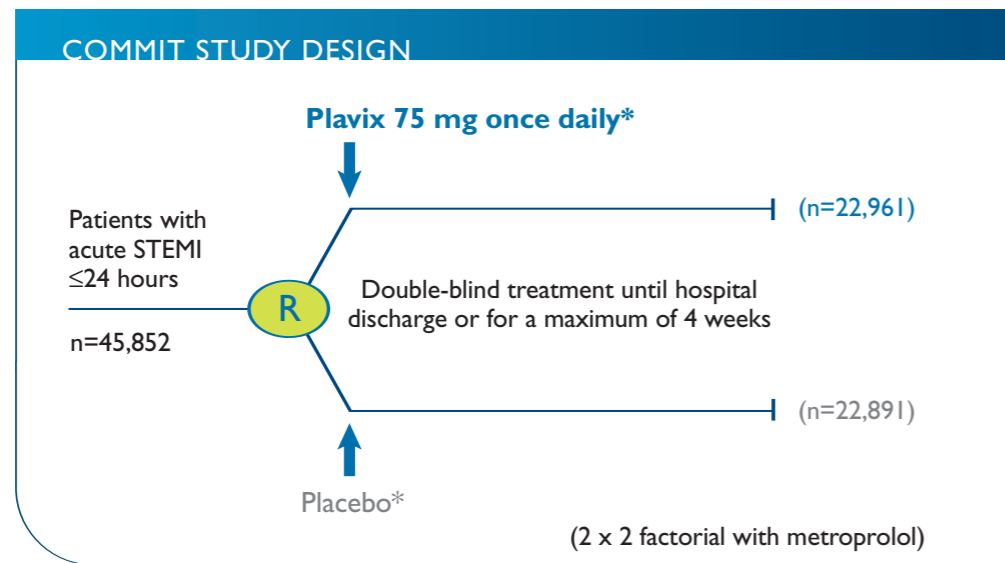 COMMIT STUDY DESIGN
Plavix 75 mg once daily*
Patients with
acute STEMI
≤24 hours
n=45,852
R
(n=22,961)
Double-blind treatment until hospital
discharge or for a maximum of 4 weeks
(n=22,891)
Placebo*
(2 x 2 factorial with metroprolol)